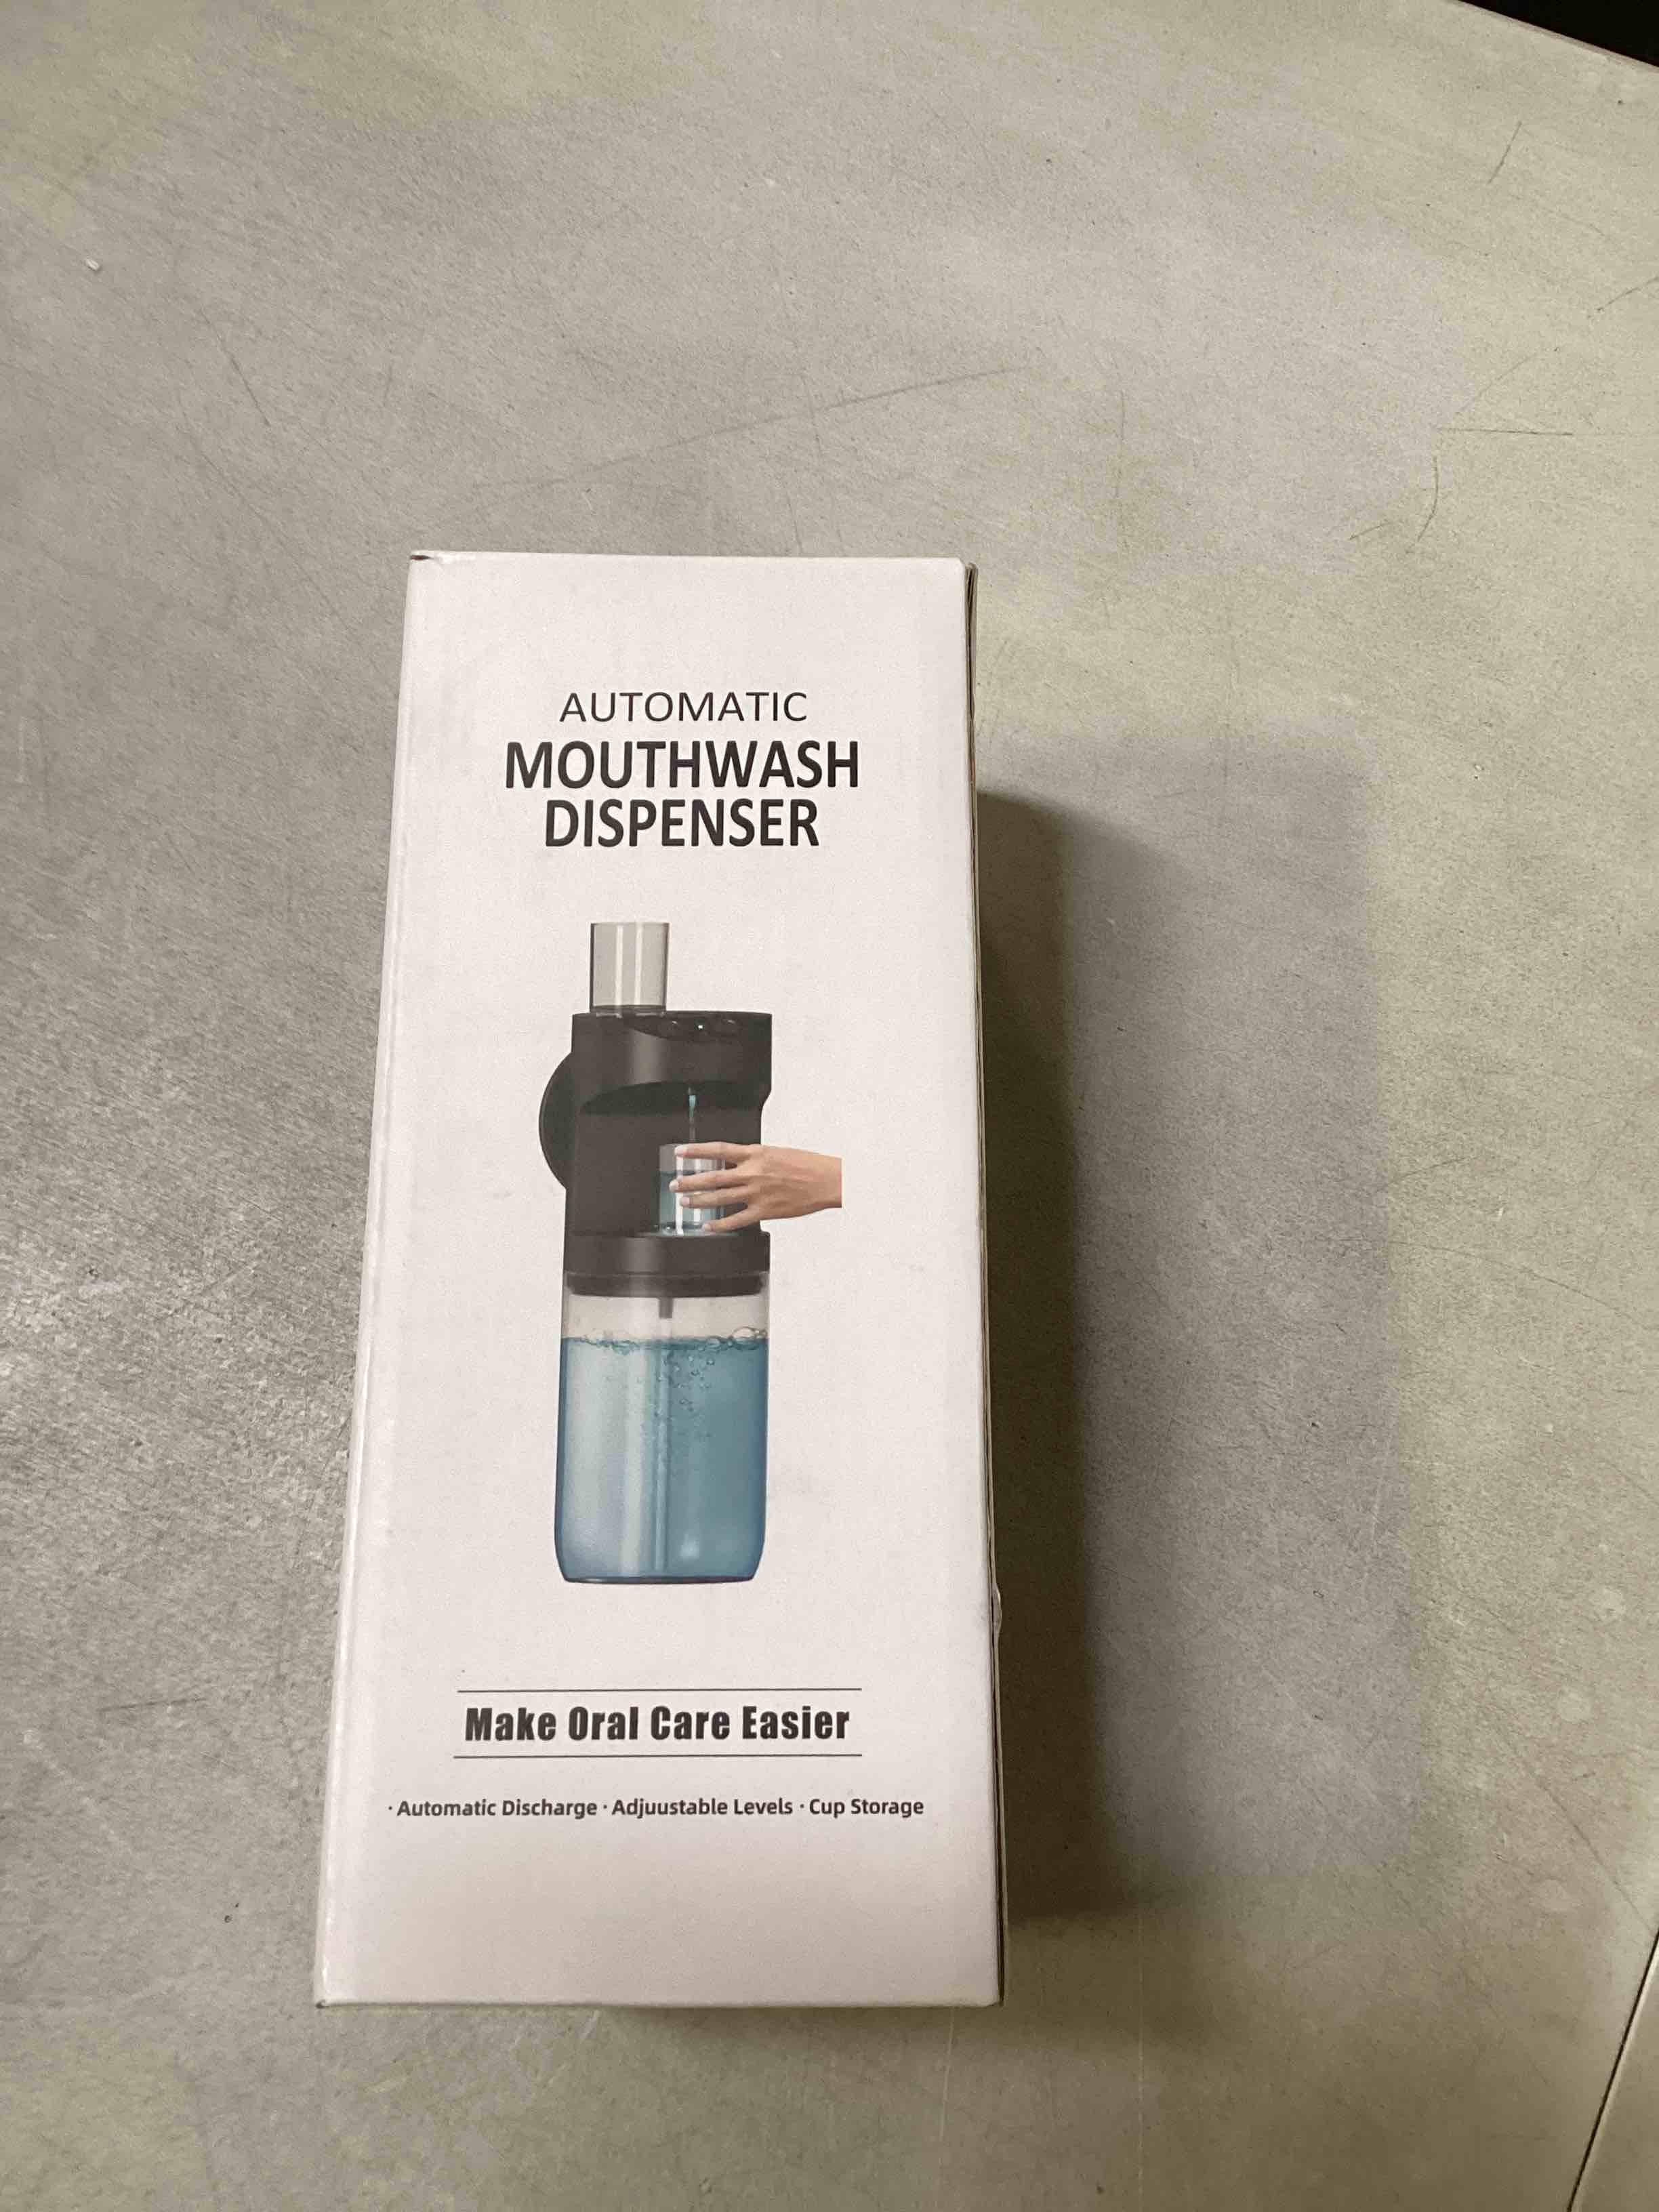 AUTOMATIC
MOUTHWASH
DISPENSER
Make Oral Care Easier
· Automatic Discharge · Adjuustable Levels · Cup Storage